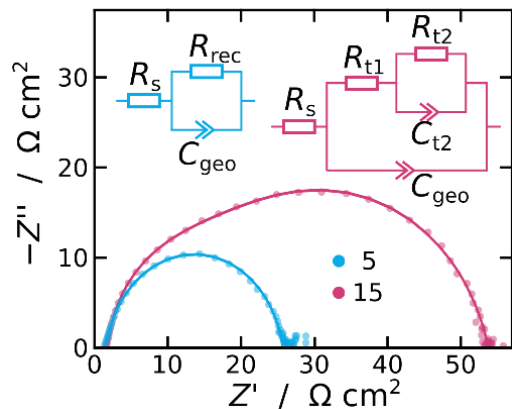 −Z'' / Ω cm²
30
20
10
0
R_s
R_rec
C_geo
R_s
R_t1
R_t2
C_t2
C_geo
5
15
0 10 20 30 40 50
Z' / Ω cm²